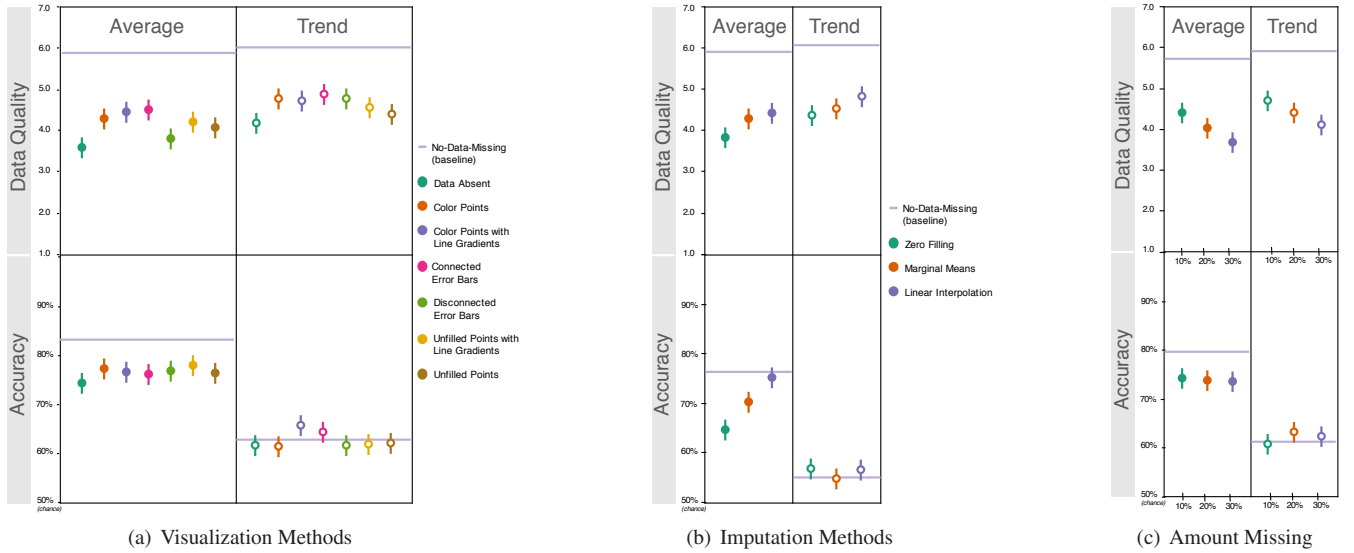 Average
Trend
Data Quality
7.0
6.0
5.0
4.0
3.0
2.0
1.0
Accuracy
90%
80%
70%
60%
50%
(chance)
No-Data-Missing
(baseline)
Data Absent
Color Points
Color Points with
Line Gradients
Connected
Error Bars
Disconnected
Error Bars
Unfilled Points with
Line Gradients
Unfilled Points
(a) Visualization Methods
Average
Trend
Data Quality
7.0
6.0
5.0
4.0
3.0
2.0
1.0
Accuracy
90%
80%
70%
60%
50%
(chance)
No-Data-Missing
(baseline)
Zero Filling
Marginal Means
Linear Interpolation
(b) Imputation Methods
Average
Trend
Data Quality
7.0
6.0
5.0
4.0
3.0
2.0
1.0
10% 20% 30%
10% 20% 30%
Accuracy
90%
80%
70%
60%
50%
(chance)
10% 20% 30%
10% 20% 30%
(c) Amount Missing